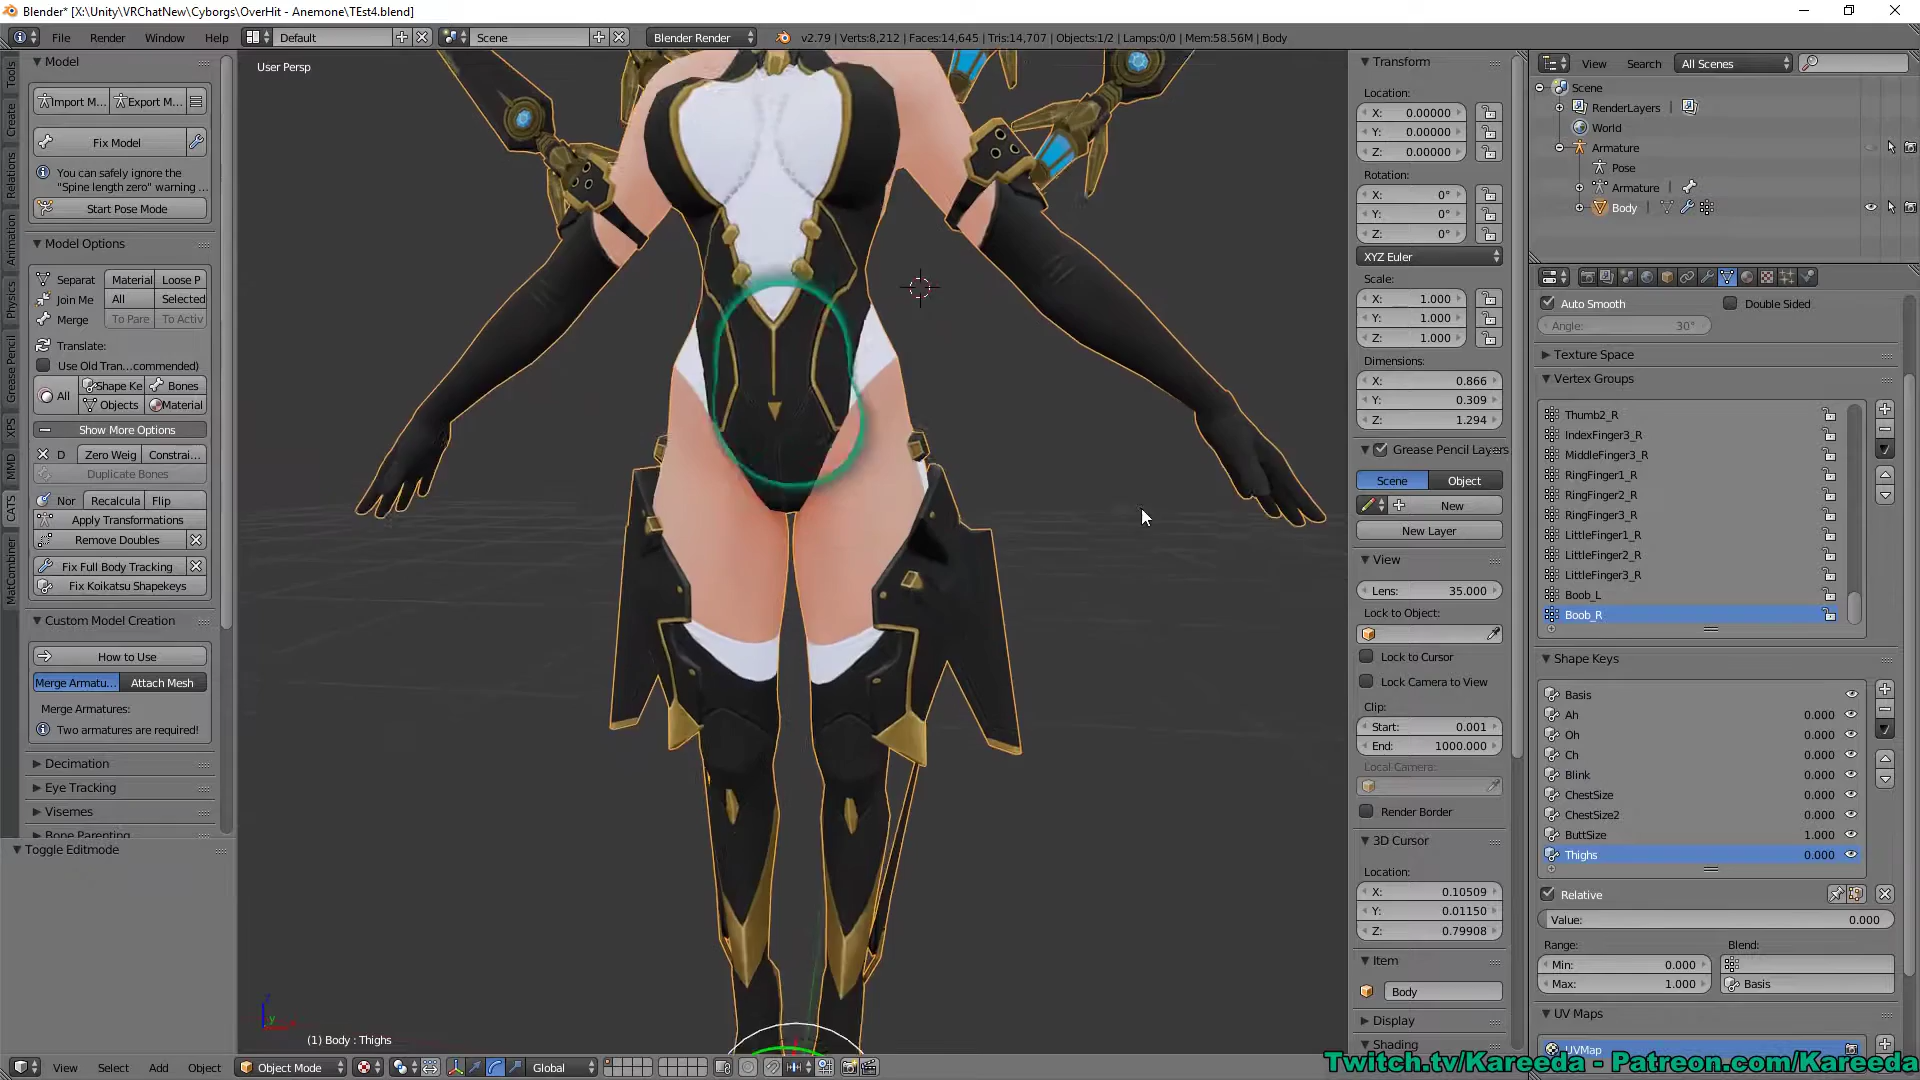 Blender* [X:\Unity\VRChatNew\Cyborgs\OverHit - Anemone\TEst4.blend]
File Render Window Help Default Scene Blender Render v2.79 | Verts:8,212 | Faces:14,645 | Tris:14,707 | Objects:1/2 | Lamps:0/0 | Mem:58.56M | Body
Tools
Create
Relations
Animation
Physics
Grease Pencil
XPS
MMD
CATS
MatCombiner
Model
Import M... Export M...
Fix Model
You can safely ignore the
"Spine length zero" warning ...
Start Pose Mode
Model Options
Separat Material Loose P
Join Me All Selected
Merge To Pare To Activ
Translate:
Use Old Tran...commended)
All Shape Ke Bones
Objects Material
Show More Options
D Zero Weig Constrai...
Duplicate Bones
Nor Recalcula Flip
Apply Transformations
Remove Doubles
Fix Full Body Tracking
Fix Koikatsu Shapekeys
Custom Model Creation
How to Use
Merge Armatu... Attach Mesh
Merge Armatures:
Two armatures are required!
Decimation
Eye Tracking
Visemes
Bone Parenting
Toggle Editmode
User Persp
(1) Body : Thighs
View Select Add Object Object Mode Global
Transform
Location:
X: 0.00000
Y: 0.00000
Z: 0.00000
Rotation:
X: 0°
Y: 0°
Z: 0°
XYZ Euler
Scale:
X: 1.000
Y: 1.000
Z: 1.000
Dimensions:
X: 0.866
Y: 0.309
Z: 1.294
Grease Pencil Layers
Scene Object
New
New Layer
View
Lens: 35.000
Lock to Object:
Lock to Cursor
Lock Camera to View
Clip:
Start: 0.001
End: 1000.000
Local Camera:
Render Border
3D Cursor
Location:
X: 0.10509
Y: 0.01150
Z: 0.79908
Item
Body
Display
Shading
View Search All Scenes
Scene
RenderLayers
World
Armature
Pose
Armature
Body
Auto Smooth Double Sided
Angle: 30°
Texture Space
Vertex Groups
Thumb2_R
IndexFinger3_R
MiddleFinger3_R
RingFinger1_R
RingFinger2_R
RingFinger3_R
LittleFinger1_R
LittleFinger2_R
LittleFinger3_R
Boob_L
Boob_R
Shape Keys
Basis
Ah 0.000
Oh 0.000
Ch 0.000
Blink 0.000
ChestSize 0.000
ChestSize2 0.000
ButtSize 1.000
Thighs 0.000
Relative
Value: 0.000
Range: Blend:
Min: 0.000
Max: 1.000 Basis
UV Maps
UVMap
Twitch.tv/Kareeda - Patreon.com/Kareeda
z
y